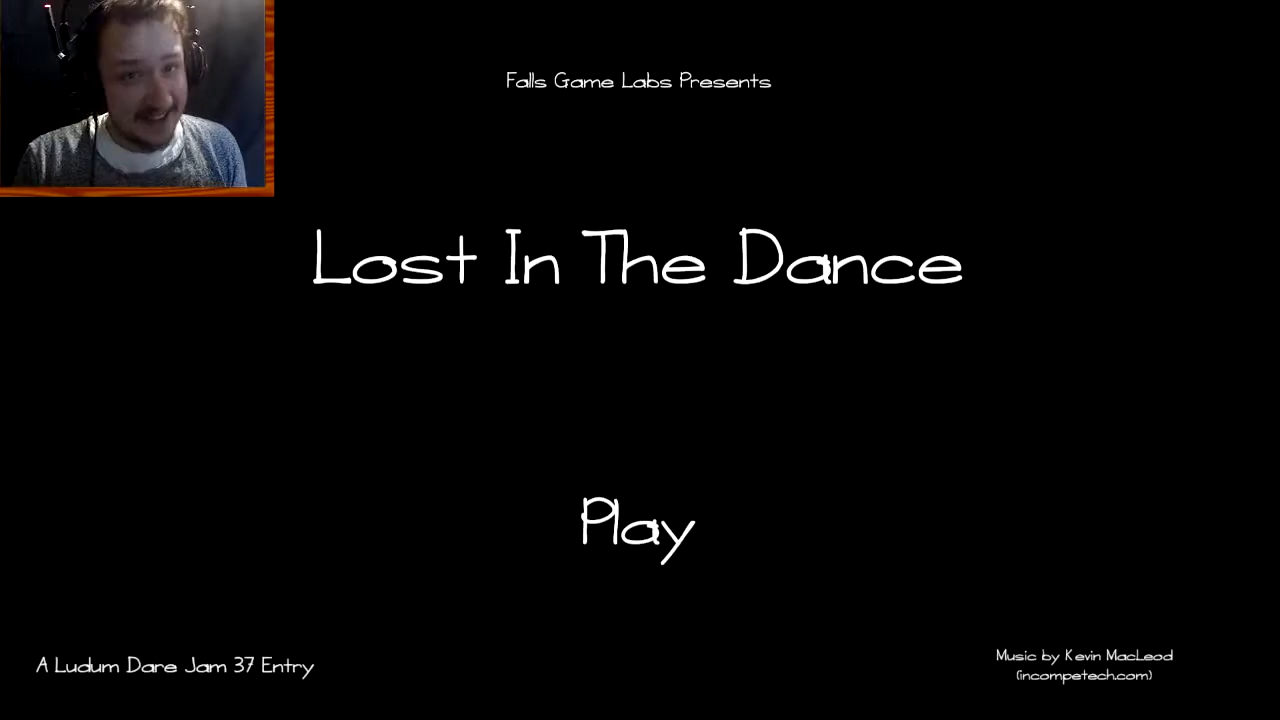 Falls Game Labs Presents
Lost In The Dance
Play
A Ludum Dare Jam 37 Entry
Music by Kevin MacLeod
(incompetech.com)